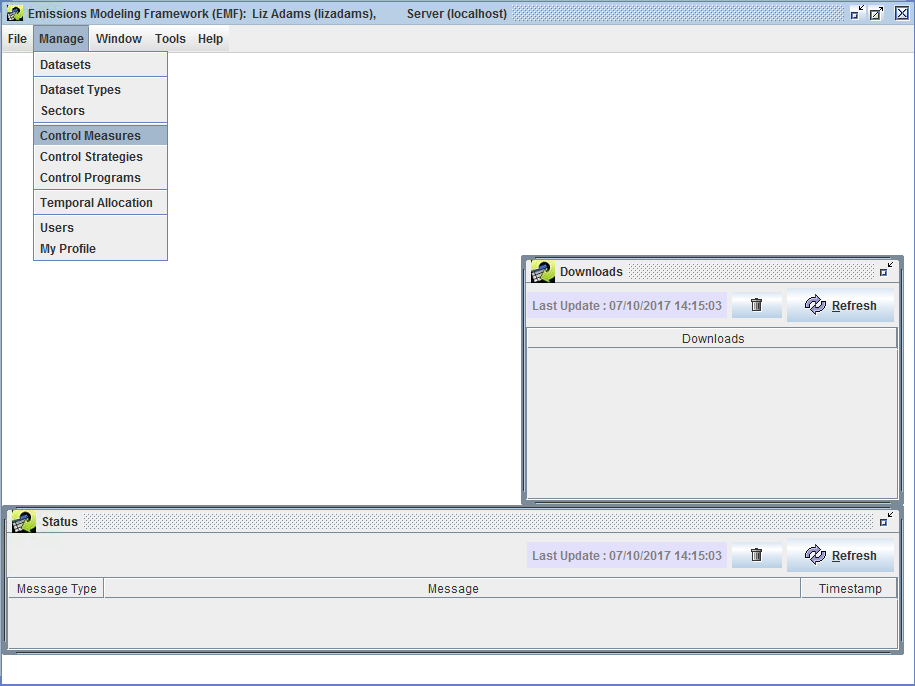 Emissions Modeling Framework (EMF): Liz Adams (lizadams), Server (localhost)
File Manage Window Tools Help
Datasets
Dataset Types
Sectors
Control Measures
Control Strategies
Control Programs
Temporal Allocation
Users
My Profile
Downloads
Last Update : 07/10/2017 14:15:03 Refresh
Downloads
Status
Last Update : 07/10/2017 14:15:03 Refresh
Message Type Message Timestamp